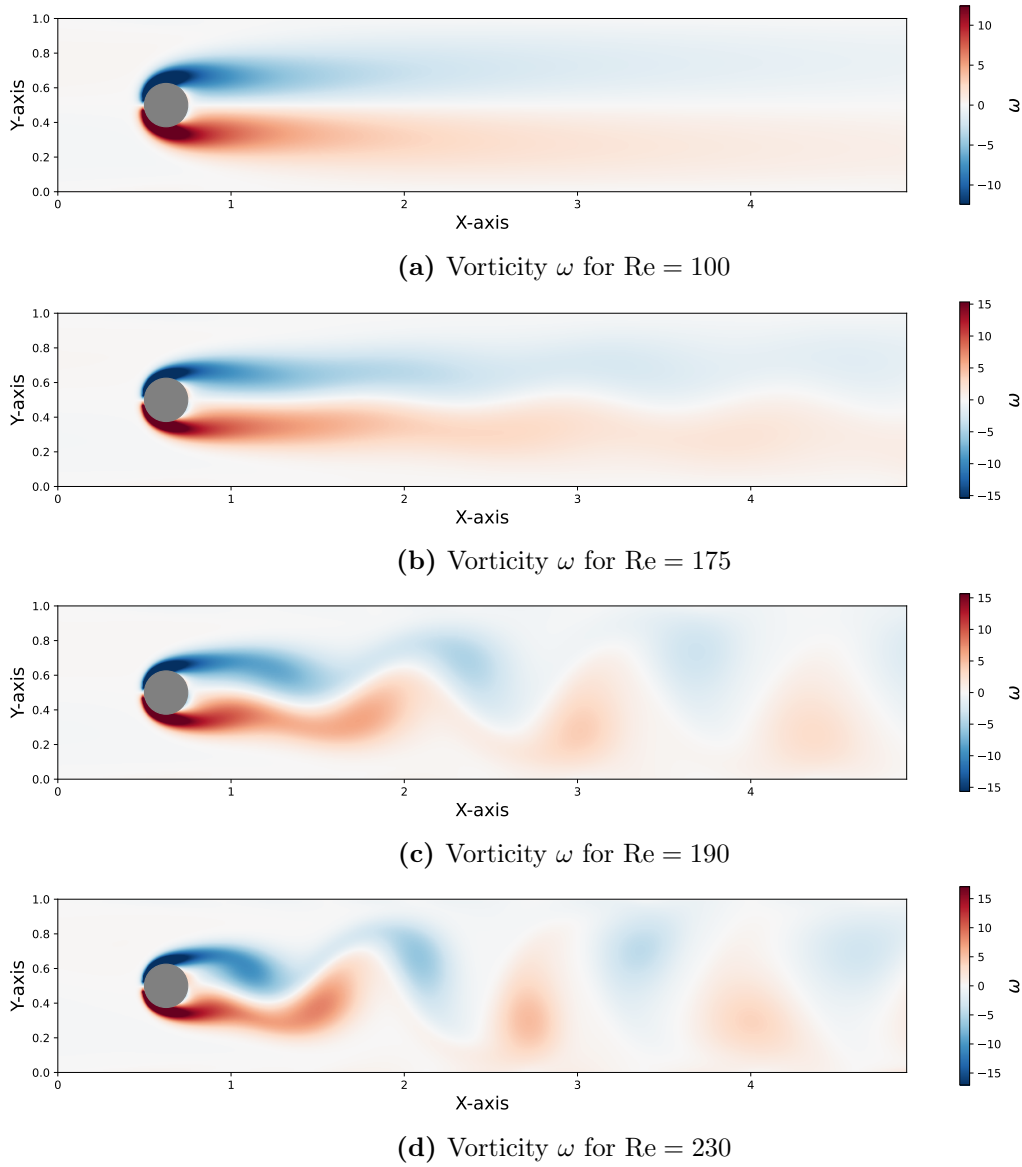 1.0
0.8
0.6
0.4
0.2
0.0
Y-axis
0 1 2 3 4
X-axis
10
5
0
−5
−10
ω
(a) Vorticity ω for Re = 100
1.0
0.8
0.6
0.4
0.2
0.0
Y-axis
0 1 2 3 4
X-axis
15
10
5
0
−5
−10
−15
ω
(b) Vorticity ω for Re = 175
1.0
0.8
0.6
0.4
0.2
0.0
Y-axis
0 1 2 3 4
X-axis
15
10
5
0
−5
−10
−15
ω
(c) Vorticity ω for Re = 190
1.0
0.8
0.6
0.4
0.2
0.0
Y-axis
0 1 2 3 4
X-axis
15
10
5
0
−5
−10
−15
ω
(d) Vorticity ω for Re = 230